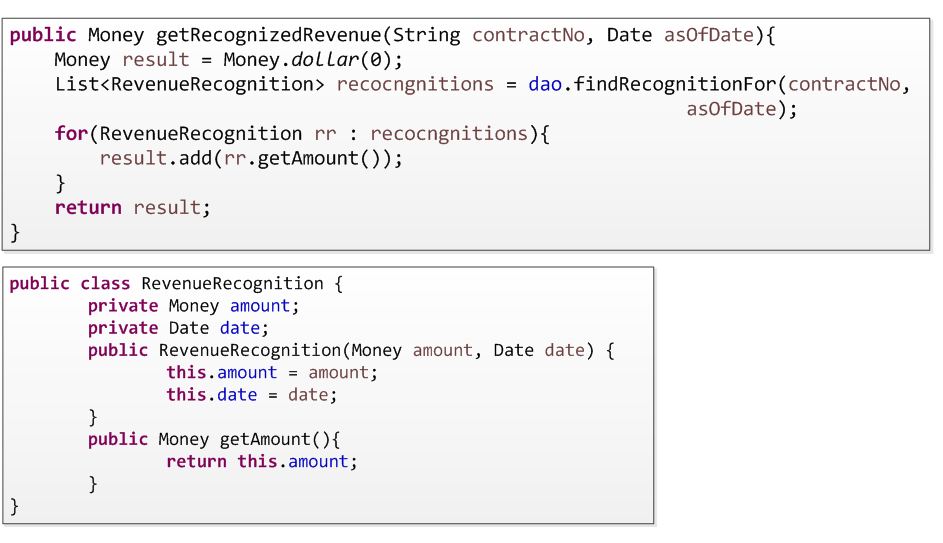 public Money getRecognizedRevenue(String contractNo, Date asOfDate){
Money result = Money.dollar(0);
List<RevenueRecognition> recocngnitions = dao.findRecognitionFor(contractNo,
asOfDate);
for(RevenueRecognition rr : recocngnitions){
result.add(rr.getAmount());
}
return result;
}
public class RevenueRecognition {
private Money amount;
private Date date;
public RevenueRecognition(Money amount, Date date) {
this.amount = amount;
this.date = date;
}
public Money getAmount(){
return this.amount;
}
}